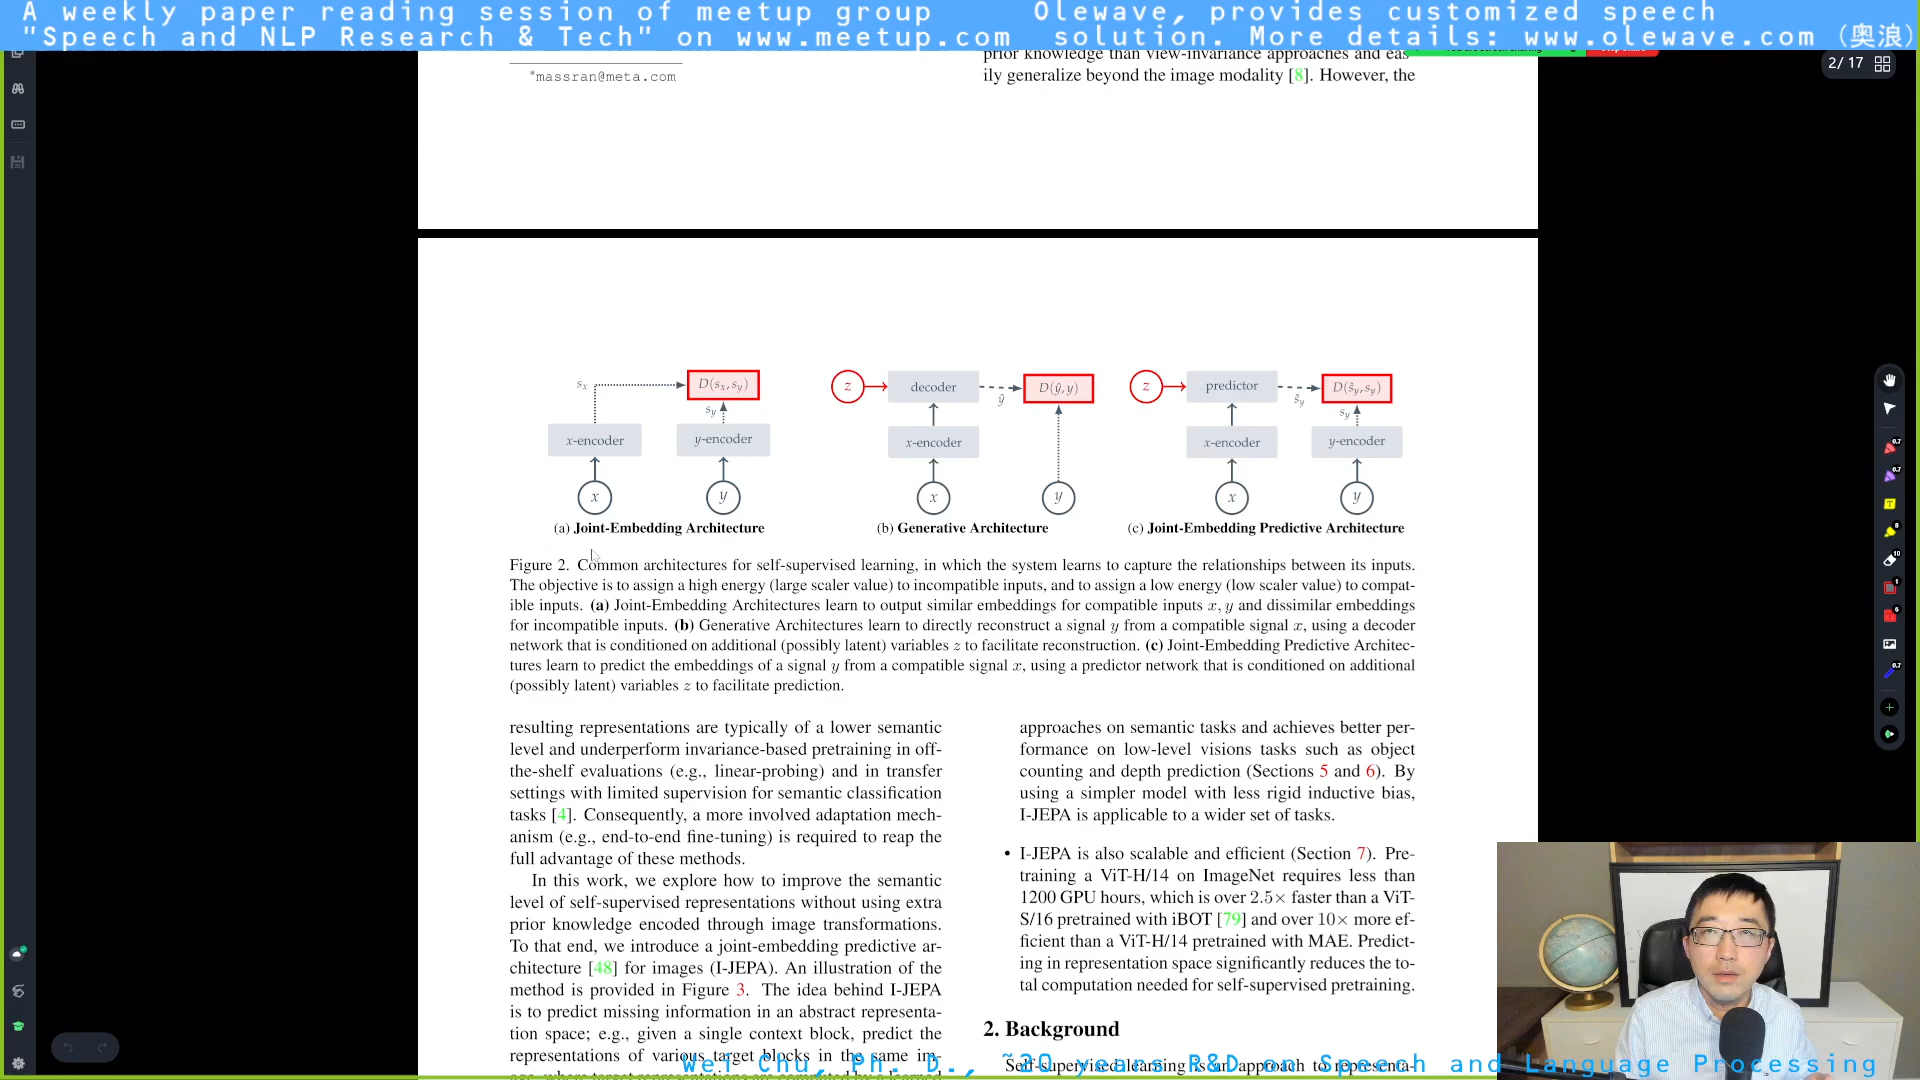 A weekly paper reading session of meetup group
"Speech and NLP Research & Tech" on www.meetup.com
Olewave, provides customized speech
solution. More details: www.olewave.com (奥浪)
*massran@meta.com
prior knowledge than view-invariance approaches and eas-
ily generalize beyond the image modality [8]. However, the
2/ 17
s_x
D(s_x, s_y)
s_y
x-encoder
y-encoder
x
y
(a) Joint-Embedding Architecture
z
decoder
D(ŷ, y)
ŷ
x-encoder
x
y
(b) Generative Architecture
z
predictor
D(ŝ_y, s_y)
ŝ_y
s_y
x-encoder
y-encoder
x
y
(c) Joint-Embedding Predictive Architecture
Figure 2. Common architectures for self-supervised learning, in which the system learns to capture the relationships between its inputs.
The objective is to assign a high energy (large scaler value) to incompatible inputs, and to assign a low energy (low scaler value) to compat-
ible inputs. (a) Joint-Embedding Architectures learn to output similar embeddings for compatible inputs x, y and dissimilar embeddings
for incompatible inputs. (b) Generative Architectures learn to directly reconstruct a signal y from a compatible signal x, using a decoder
network that is conditioned on additional (possibly latent) variables z to facilitate reconstruction. (c) Joint-Embedding Predictive Architec-
tures learn to predict the embeddings of a signal y from a compatible signal x, using a predictor network that is conditioned on additional
(possibly latent) variables z to facilitate prediction.
resulting representations are typically of a lower semantic
level and underperform invariance-based pretraining in off-
the-shelf evaluations (e.g., linear-probing) and in transfer
settings with limited supervision for semantic classification
tasks [4]. Consequently, a more involved adaptation mech-
anism (e.g., end-to-end fine-tuning) is required to reap the
full advantage of these methods.
In this work, we explore how to improve the semantic
level of self-supervised representations without using extra
prior knowledge encoded through image transformations.
To that end, we introduce a joint-embedding predictive ar-
chitecture [48] for images (I-JEPA). An illustration of the
method is provided in Figure 3. The idea behind I-JEPA
is to predict missing information in an abstract representa-
tion space; e.g., given a single context block, predict the
representations of various target blocks in the same im-
approaches on semantic tasks and achieves better per-
formance on low-level visions tasks such as object
counting and depth prediction (Sections 5 and 6). By
using a simpler model with less rigid inductive bias,
I-JEPA is applicable to a wider set of tasks.
• I-JEPA is also scalable and efficient (Section 7). Pre-
training a ViT-H/14 on ImageNet requires less than
1200 GPU hours, which is over 2.5× faster than a ViT-
S/16 pretrained with iBOT [79] and over 10× more ef-
ficient than a ViT-H/14 pretrained with MAE. Predict-
ing in representation space significantly reduces the to-
tal computation needed for self-supervised pretraining.
2. Background
Self-supervised learning is an approach to representa-
Wei Chu, Ph. D., ~20 years R&D on Speech and Language Processing